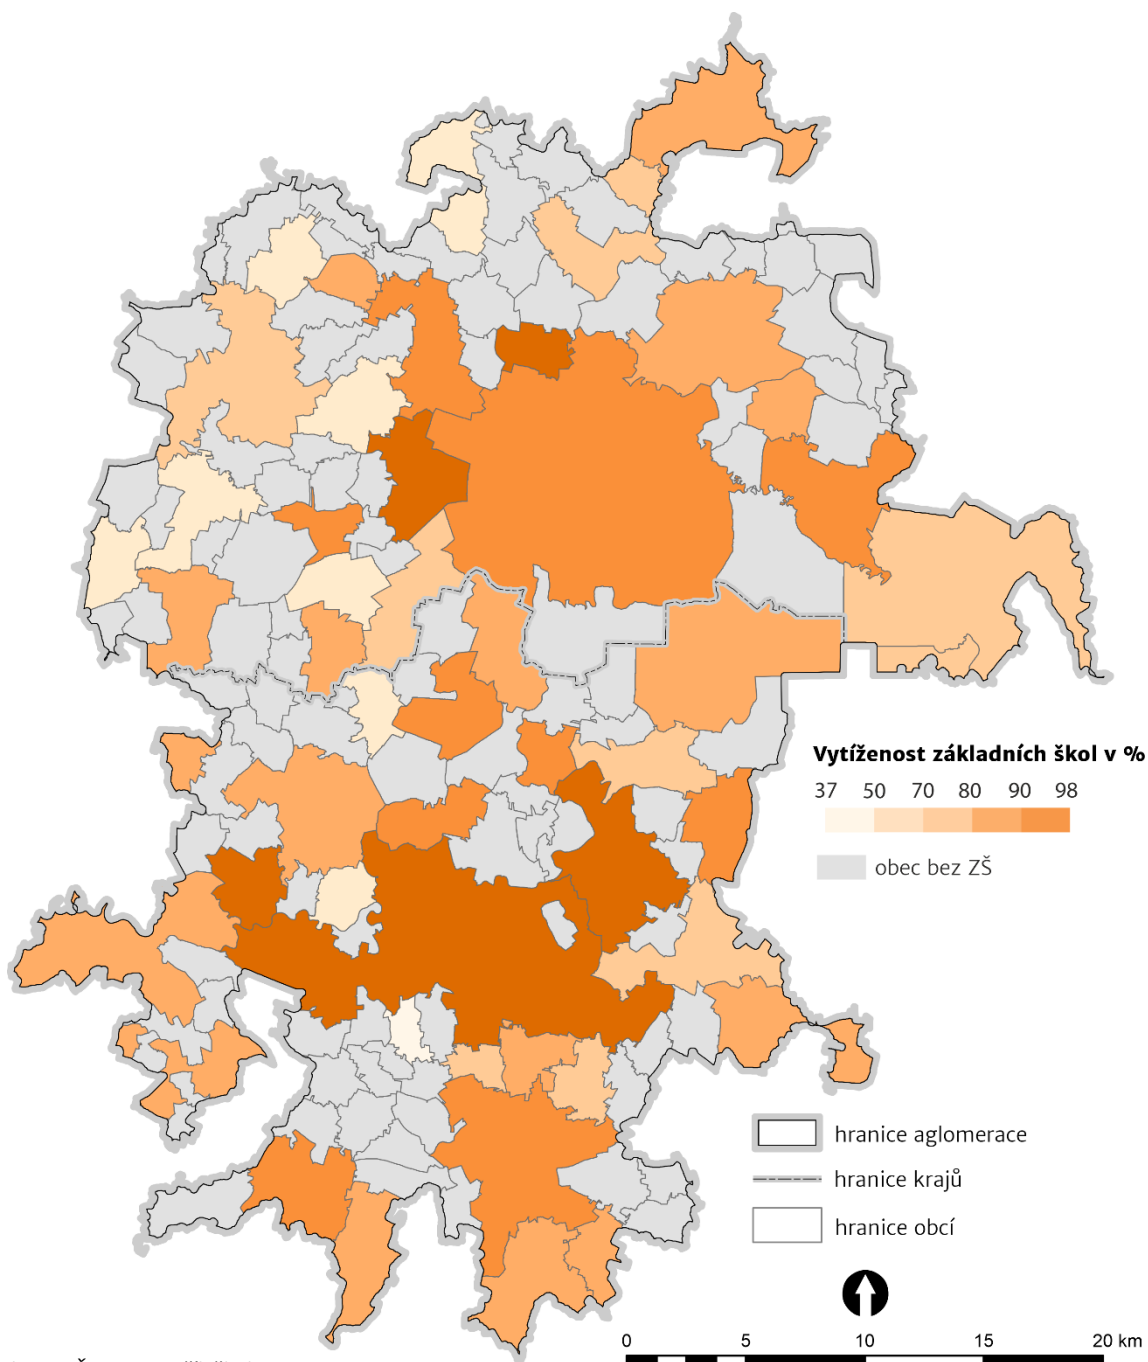 Vytíženost základních škol v %
37 50 70 80 90 98
obec bez ZŠ
hranice aglomerace
hranice krajů
hranice obcí
0 5 10 15 20 km